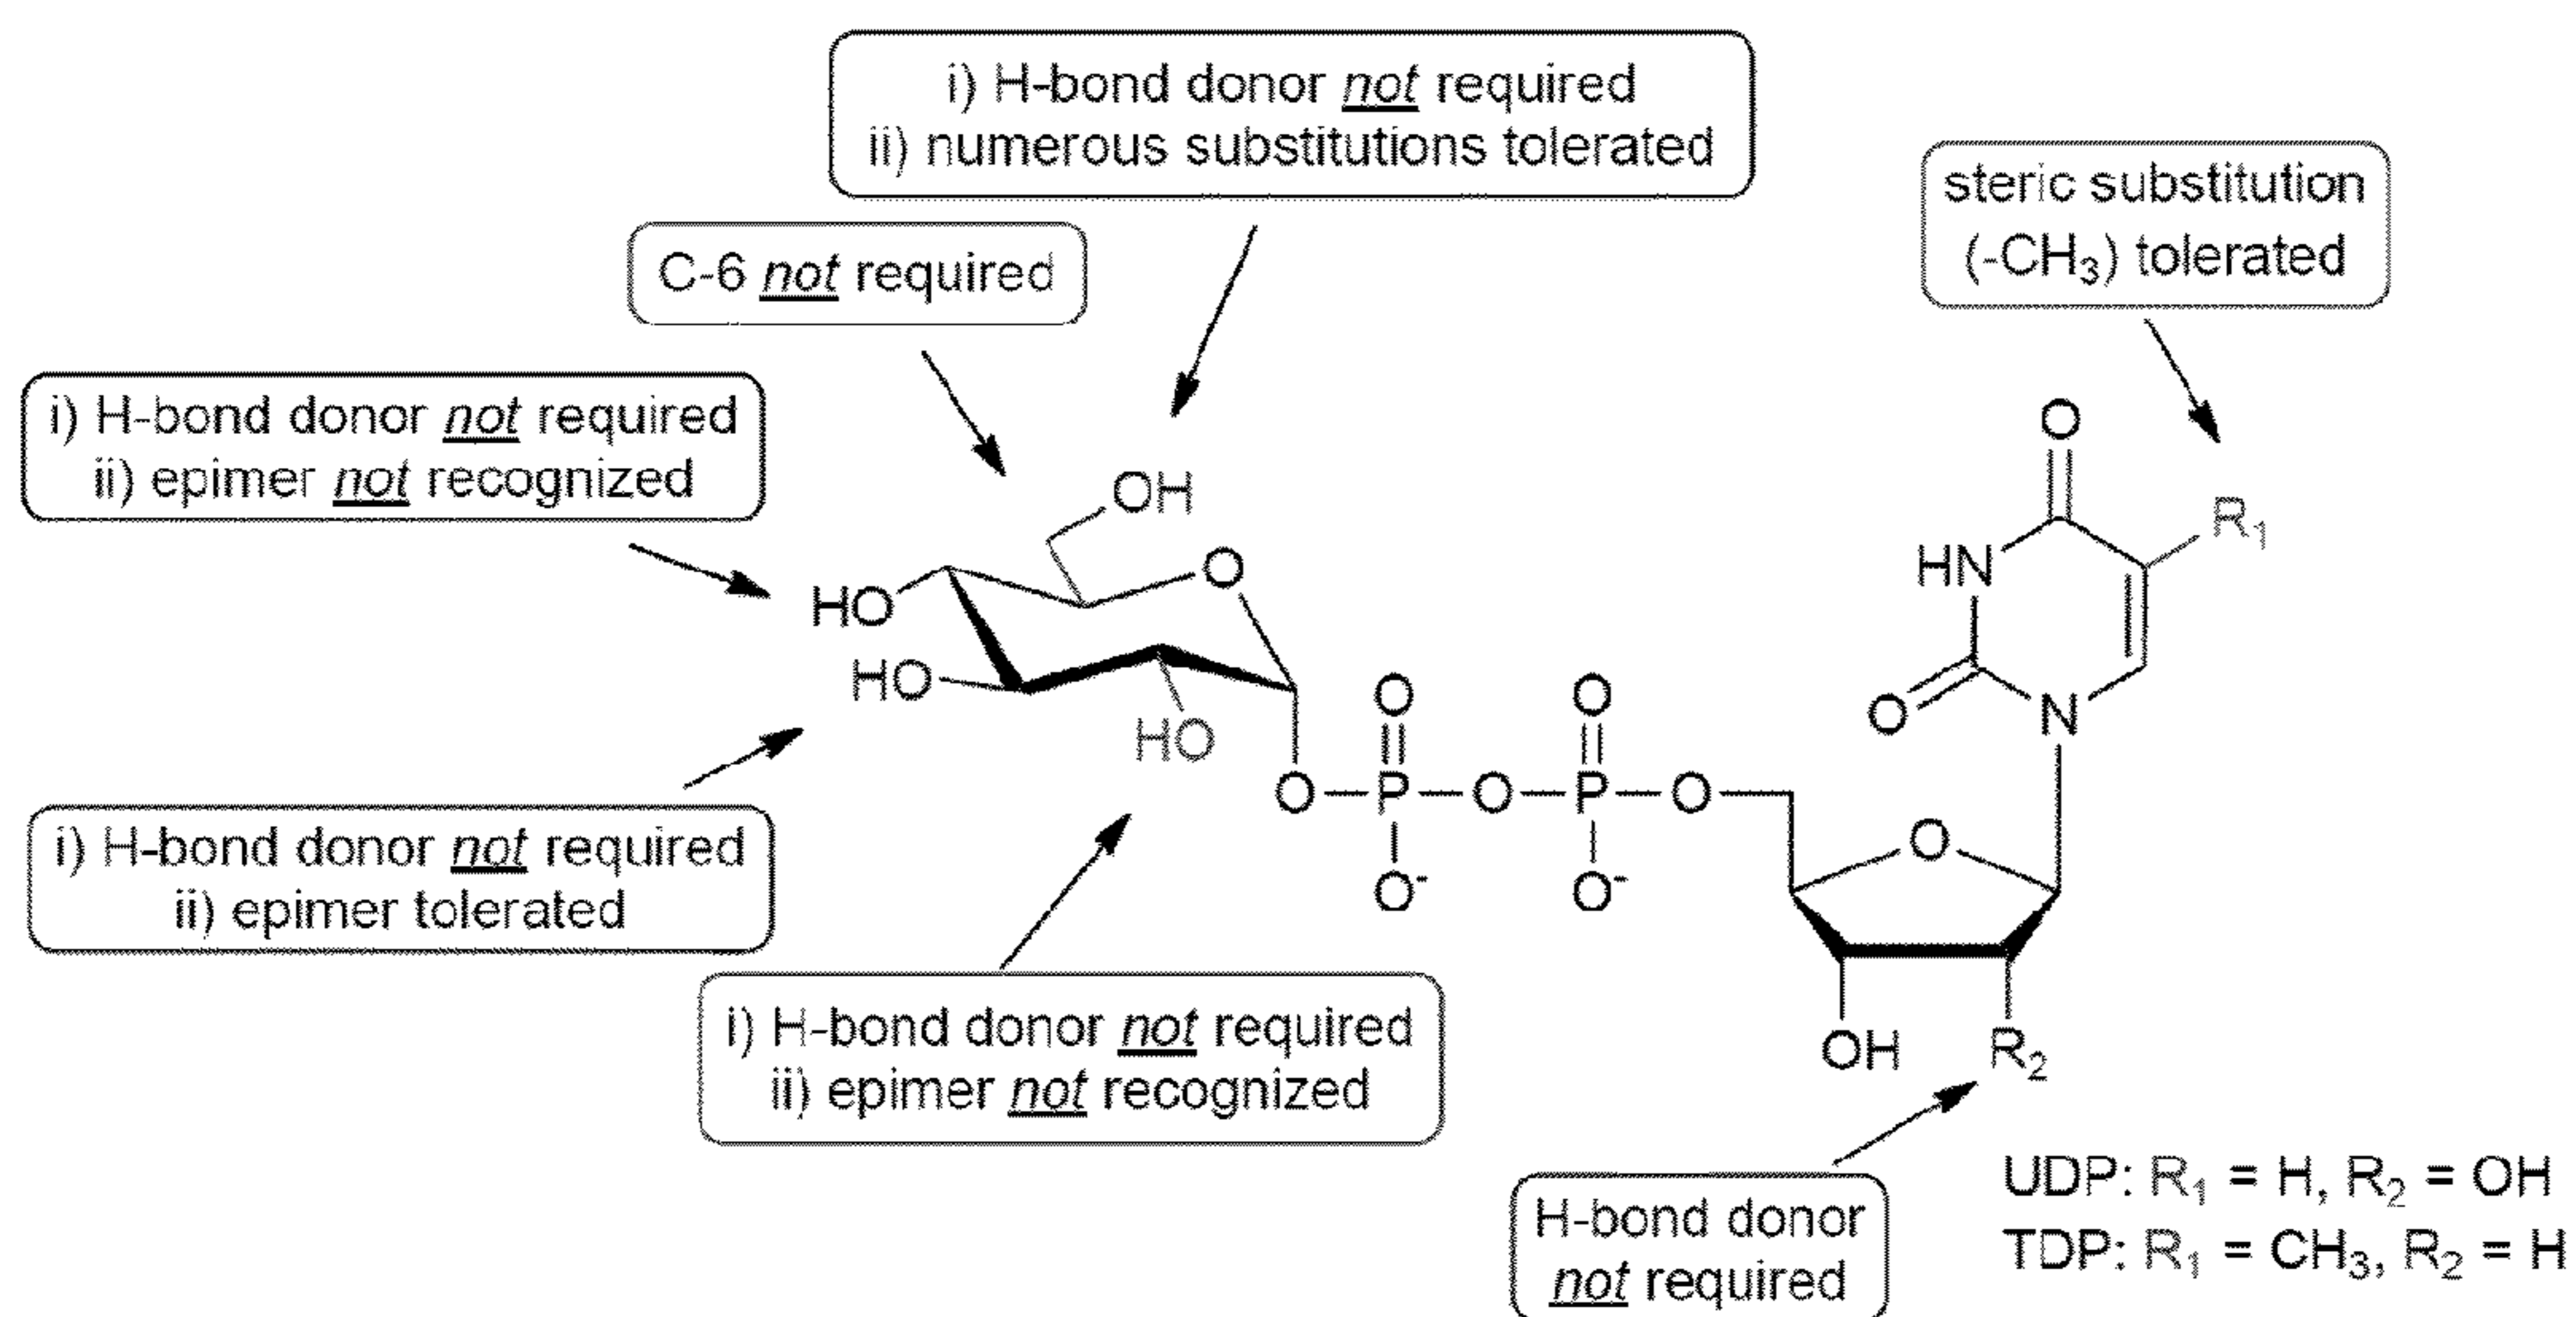 i) H-bond donor not required
ii) numerous substitutions tolerated
steric substitution
(-CH₃) tolerated
C-6 not required
i) H-bond donor not required
ii) epimer not recognized
OH
O
HO
HO
HO
O
R₁
HN
O
N
O
O
O
P
O
P
O
O⁻
O⁻
O
OH
R₂
i) H-bond donor not required
ii) epimer tolerated
i) H-bond donor not required
ii) epimer not recognized
H-bond donor
not required
UDP: R₁ = H, R₂ = OH
TDP: R₁ = CH₃, R₂ = H